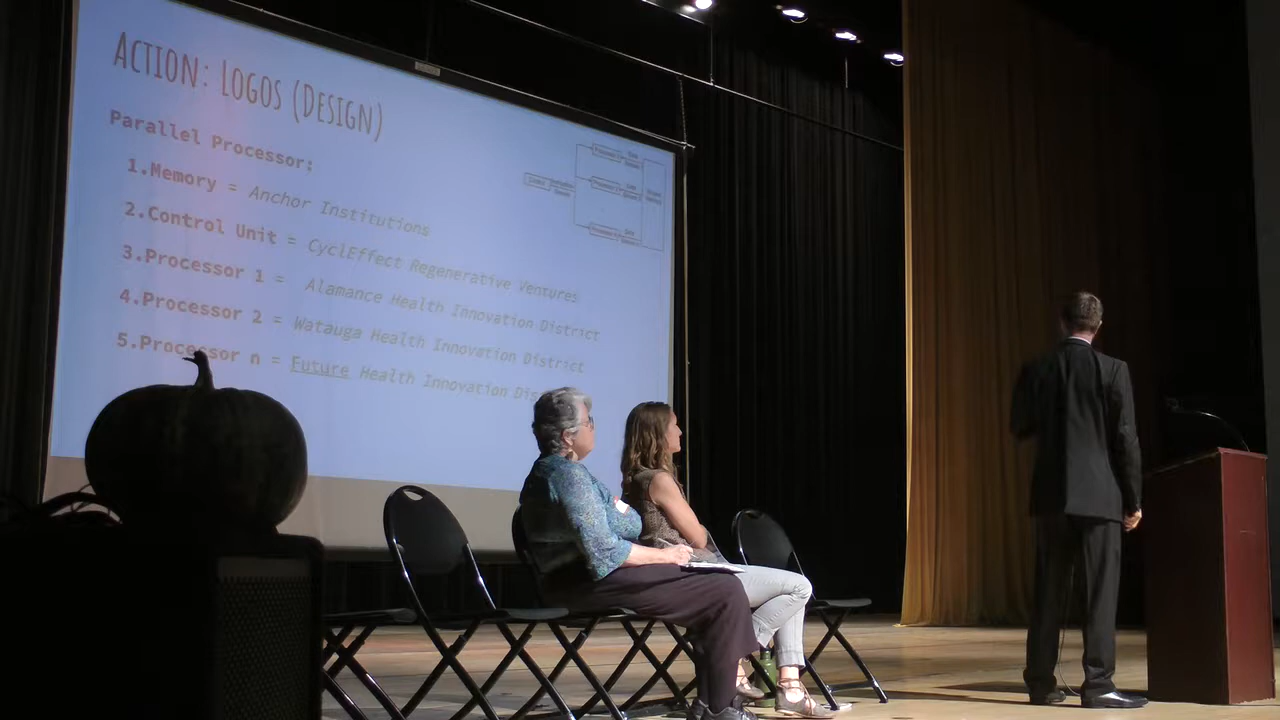 Action: Logos (Design)
Parallel Processor:
1.Memory = Anchor Institutions
2.Control Unit = CyclEffect Regenerative Ventures
3.Processor 1 = Alamance Health Innovation District
4.Processor 2 = Watauga Health Innovation District
5.Processor n = Future Health Innovation Dis